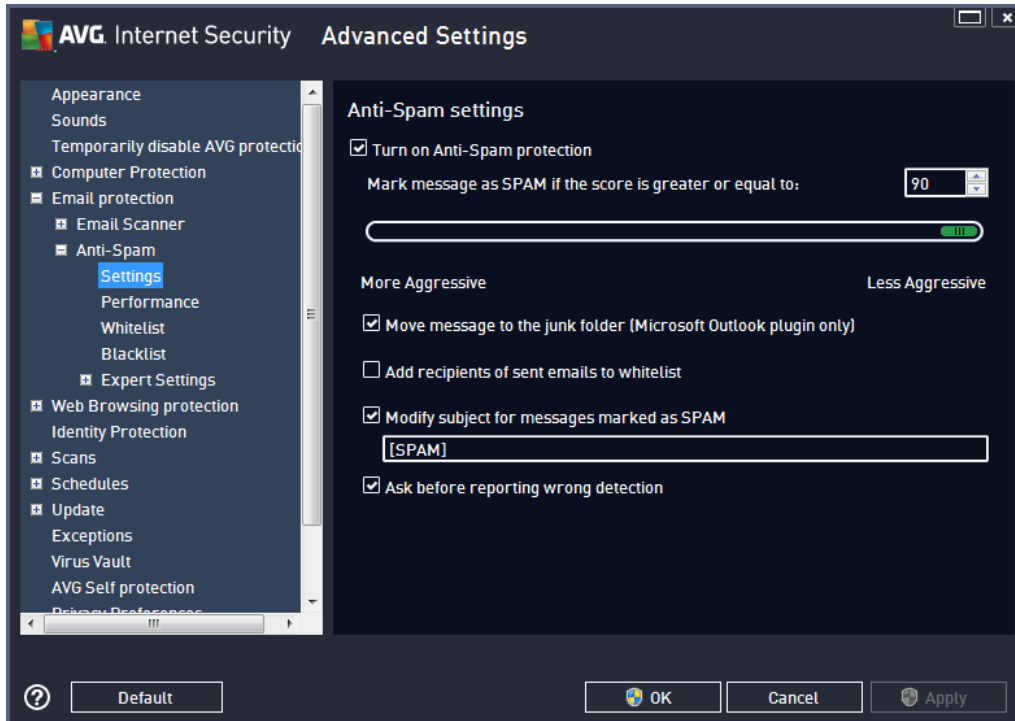 AVG. Internet Security Advanced Settings
Appearance
Sounds
Temporarily disable AVG protectio
Computer Protection
Email protection
Email Scanner
Anti-Spam
Settings
Performance
Whitelist
Blacklist
Expert Settings
Web Browsing protection
Identity Protection
Scans
Schedules
Update
Exceptions
Virus Vault
AVG Self protection
Privacy Preferences
Anti-Spam settings
Turn on Anti-Spam protection
Mark message as SPAM if the score is greater or equal to: 90
More Aggressive Less Aggressive
Move message to the junk folder (Microsoft Outlook plugin only)
Add recipients of sent emails to whitelist
Modify subject for messages marked as SPAM
[SPAM]
Ask before reporting wrong detection
? Default OK Cancel Apply